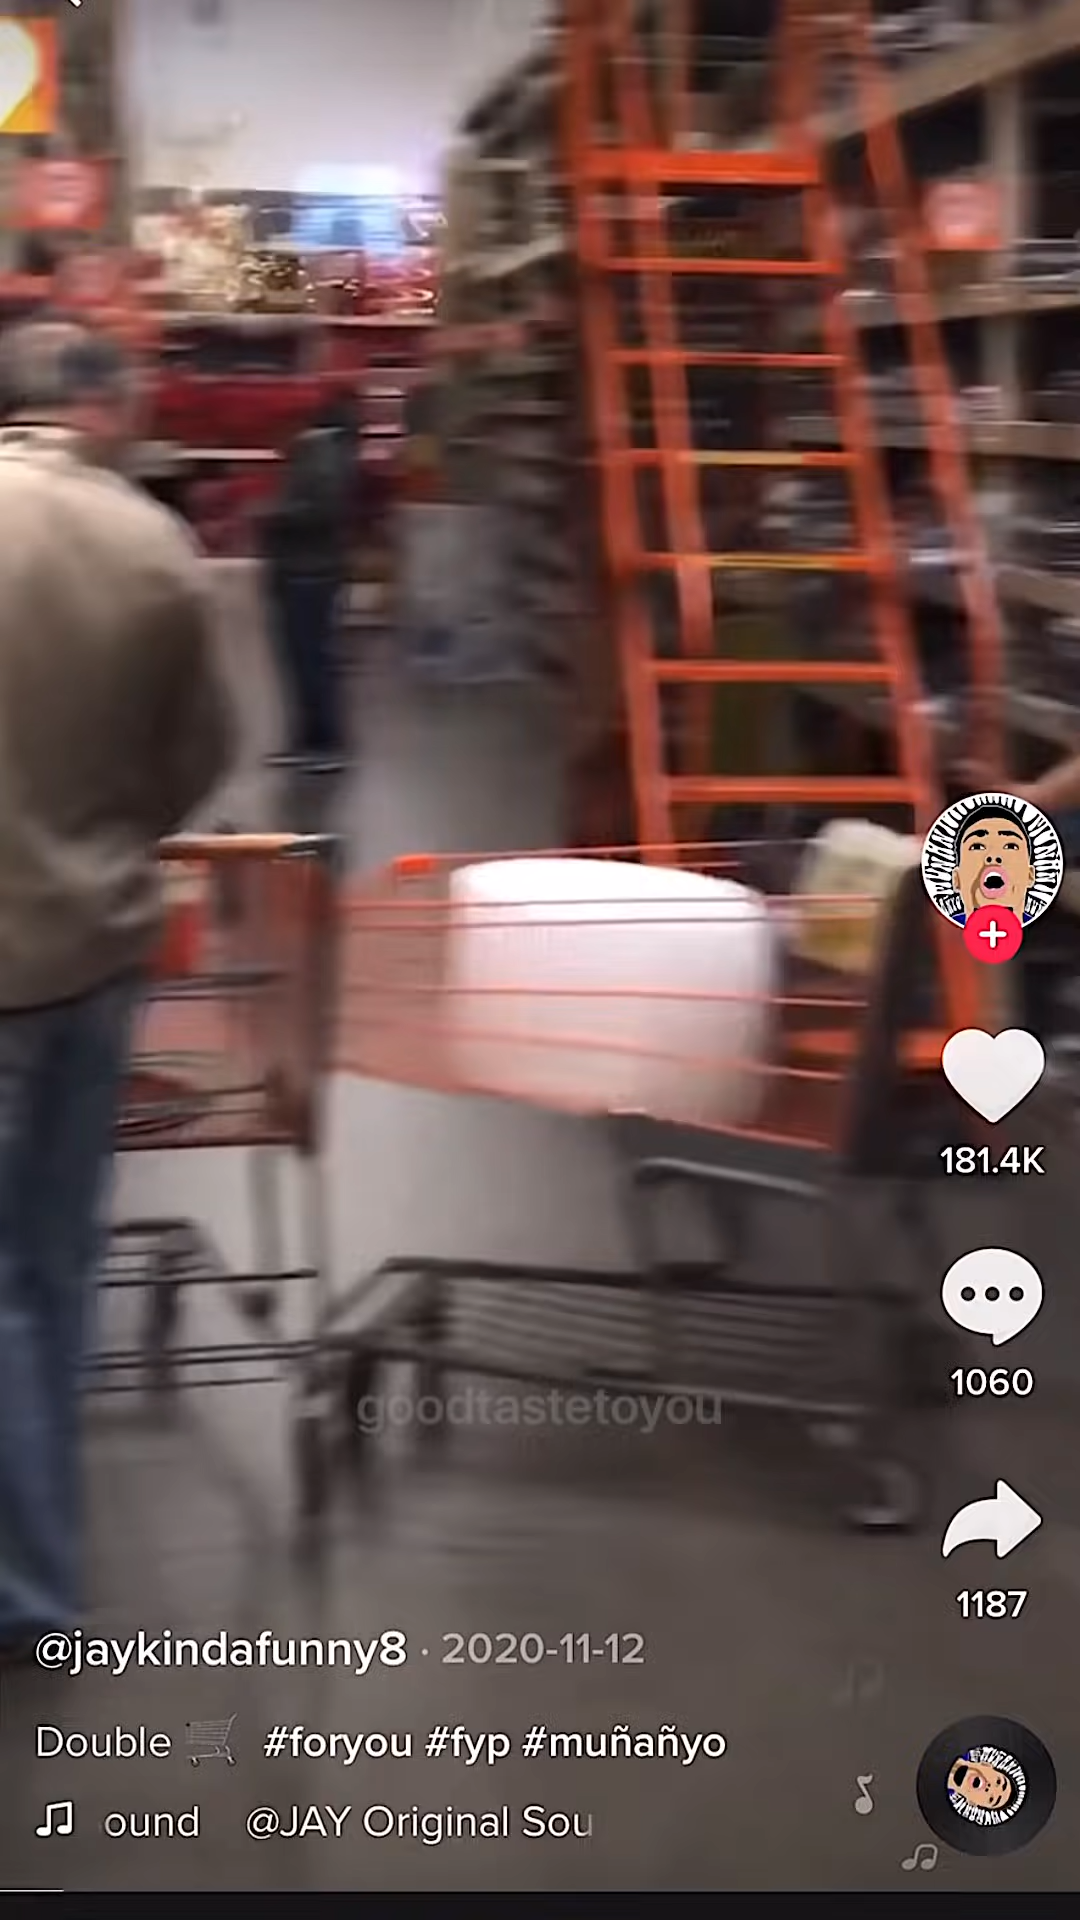 181.4K
1060
goodtastetoyou
1187
@jaykindafunny8 · 2020-11-12
Double 🛒 #foryou #fyp #muñañyo
ound @JAY Original Sou